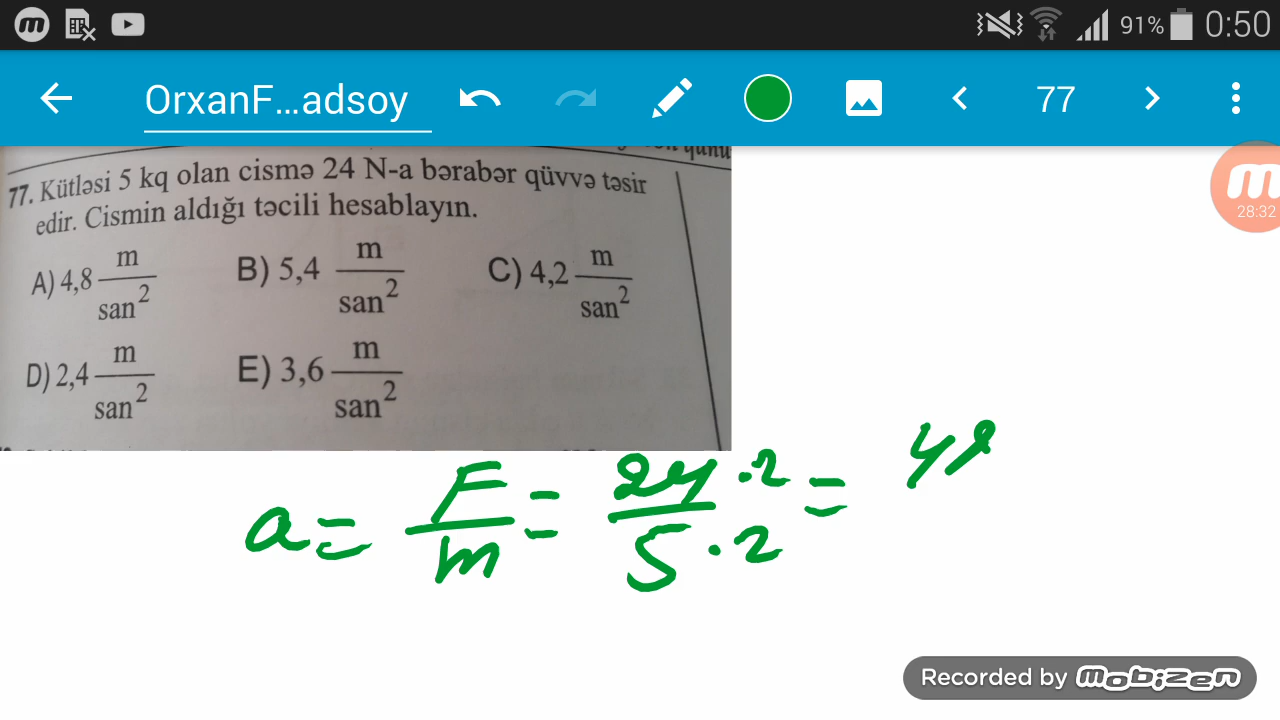 91% 0:50
OrxanF...adsoy 77
77. Kütləsi 5 kq olan cismə 24 N-a bərabər qüvvə təsir
edir. Cismin aldığı təcili hesablayın.
A) 4,8 m/san² B) 5,4 m/san² C) 4,2 m/san²
D) 2,4 m/san² E) 3,6 m/san²
a = F/m = 24·2/5·2 = 48
28:32
Recorded by mobizen